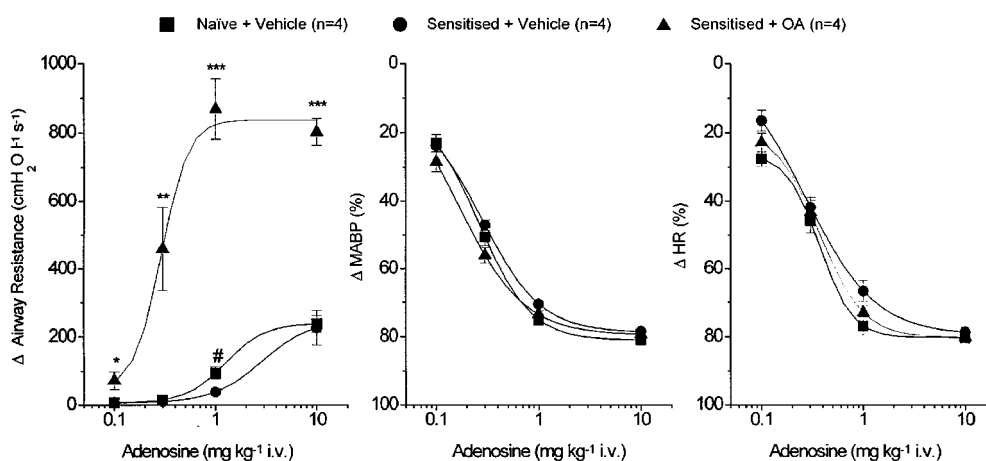 Naïve + Vehicle (n=4) Sensitised + Vehicle (n=4) Sensitised + OA (n=4)
Δ Airway Resistance (cmH2O l-1 s-1)
1000
800
600
400
200
0
***
***
**
*
#
0.1 1 10
Adenosine (mg kg-1 i.v.)
Δ MABP (%)
0
20
40
60
80
100
0.1 1 10
Adenosine (mg kg-1 i.v.)
Δ HR (%)
0
20
40
60
80
100
0.1 1 10
Adenosine (mg kg-1 i.v.)